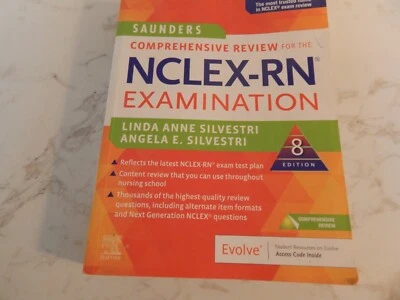 The most trusted name
in NCLEX® exam review
SAUNDERS
COMPREHENSIVE REVIEW FOR THE
NCLEX-RN®
EXAMINATION
LINDA ANNE SILVESTRI
ANGELA E. SILVESTRI
8
EDITION
Reflects the latest NCLEX-RN® exam test plan
Content review that you can use throughout
nursing school
Thousands of the highest-quality review
questions, including alternate item formats
and Next Generation NCLEX® questions
COMPREHENSIVE
REVIEW
ELSEVIER
Evolve®
Student Resources on Evolve
Access Code Inside